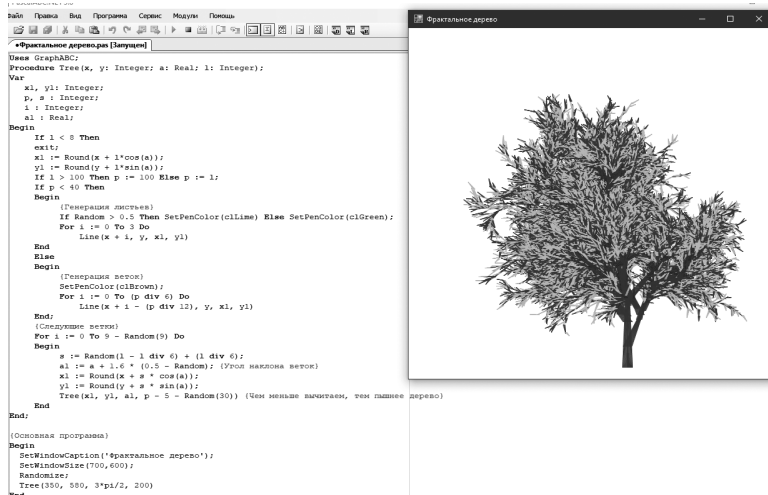 Файл Правка Вид Программа Сервис Модули Помощь
Фрактальное дерево
•Фрактальное дерево.pas [Запущен]
Uses GraphABC;
Procedure Tree(x, y: Integer; a: Real; l: Integer);
Var
x1, y1: Integer;
p, s : Integer;
i : Integer;
a1 : Real;
Begin
If l < 8 Then
exit;
x1 := Round(x + l*cos(a));
y1 := Round(y + l*sin(a));
If l > 100 Then p := 100 Else p := l;
If p < 40 Then
Begin
{Генерация листьев}
If Random > 0.5 Then SetPenColor(clLime) Else SetPenColor(clGreen);
For i := 0 To 3 Do
Line(x + i, y, x1, y1)
End
Else
Begin
{Генерация веток}
SetPenColor(clBrown);
For i := 0 To (p div 6) Do
Line(x + i - (p div 12), y, x1, y1)
End;
{Следующие ветки}
For i := 0 To 9 - Random(9) Do
Begin
s := Random(l - l div 6) + (l div 6);
a1 := a + 1.6 * (0.5 - Random); {Угол наклона веток}
x1 := Round(x + s * cos(a));
y1 := Round(y + s * sin(a));
Tree(x1, y1, a1, p - 5 - Random(30)) {Чем меньше вычитаем, тем пышнее дерево}
End
End;
{Основная программа}
Begin
SetWindowCaption('Фрактальное дерево');
SetWindowSize(700,600);
Randomize;
Tree(350, 580, 3*pi/2, 200)
End